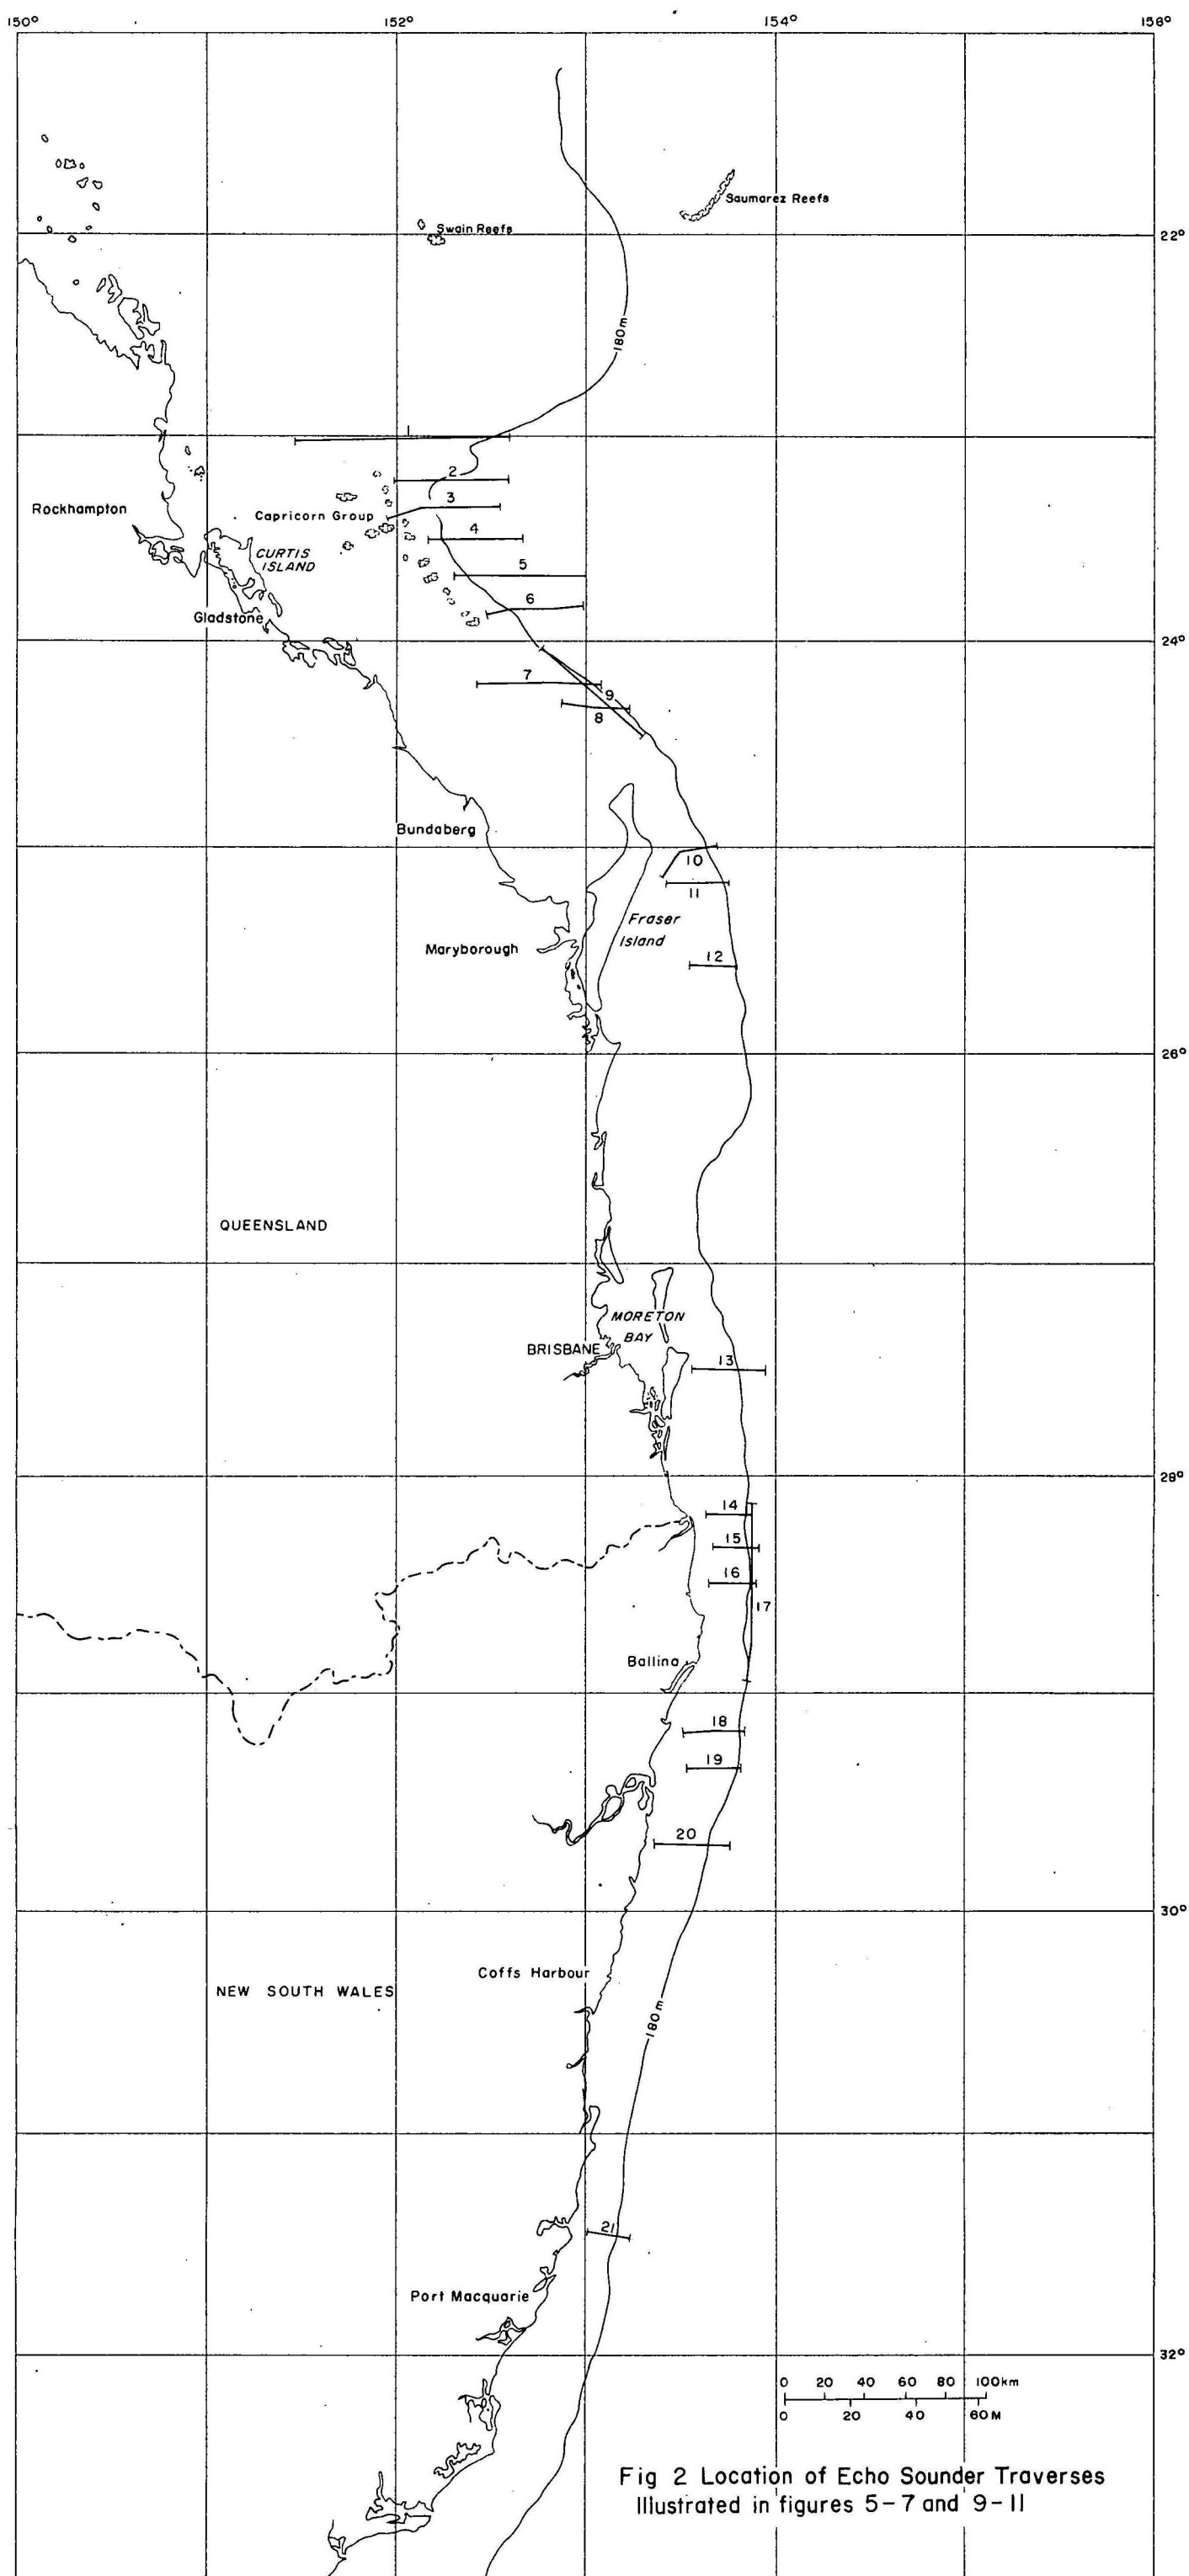 150°
152°
154°
156°
Saumarez Reefs
Swain Reefs
22°
180m
1
2
3
Rockhampton
Capricorn Group
4
CURTIS
ISLAND
5
6
Gladstone
24°
7
9
8
Bundaberg
10
11
Fraser
Island
Maryborough
12
26°
QUEENSLAND
MORETON
BAY
BRISBANE
13
28°
14
15
16
17
Ballina
18
19
20
30°
Coffs Harbour
NEW SOUTH WALES
180m
21
Port Macquarie
32°
0 20 40 60 80 100km
0 20 40 60M
Fig 2 Location of Echo Sounder Traverses
Illustrated in figures 5-7 and 9-11